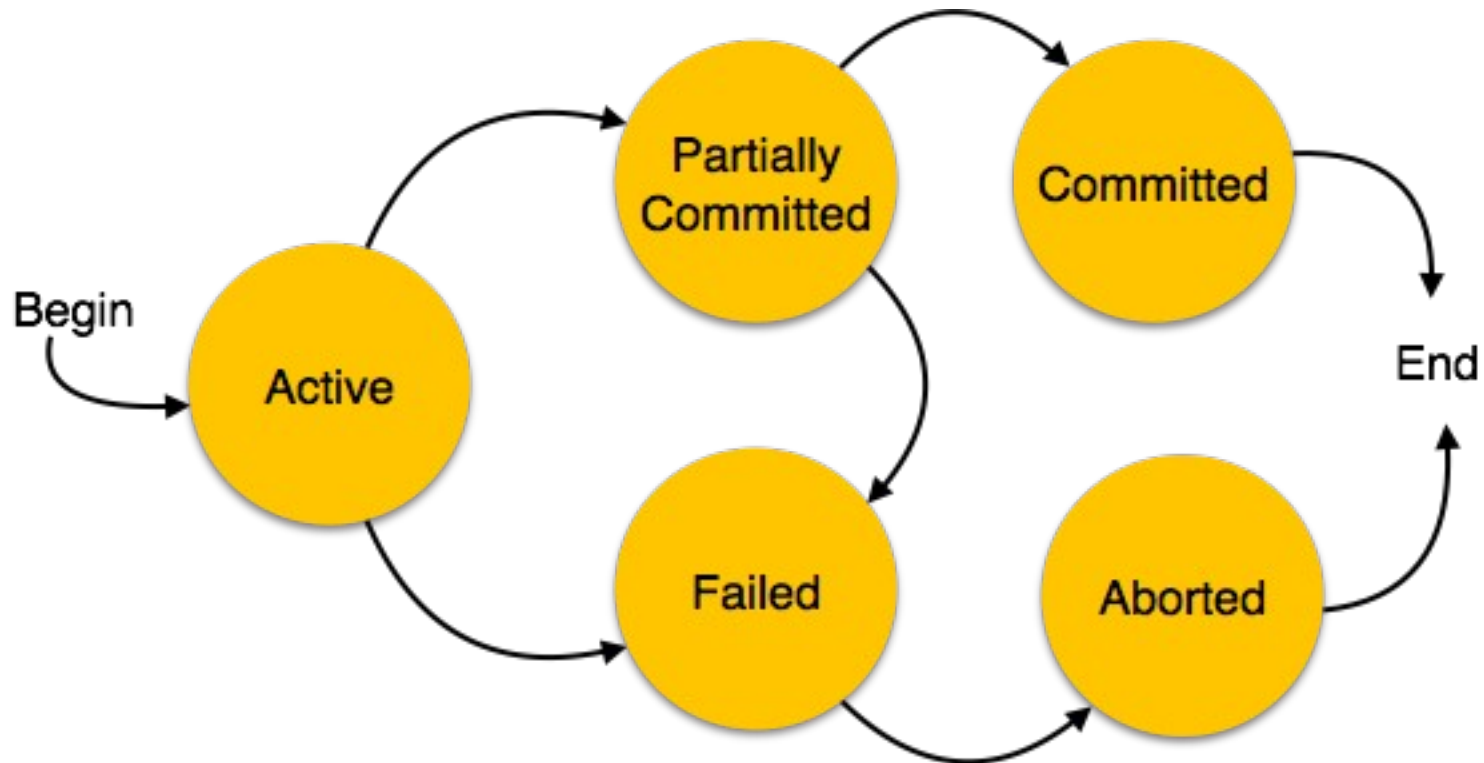 Begin
Active
Partially
Committed
Committed
Failed
Aborted
End